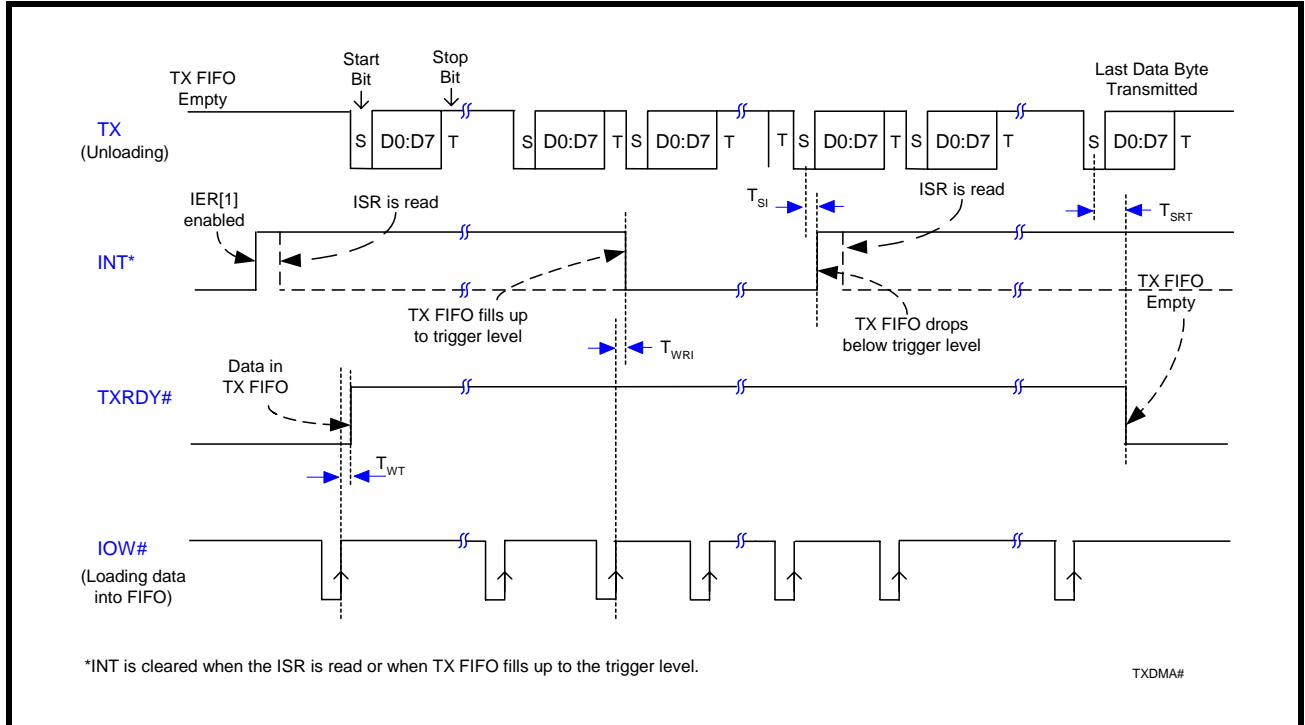 Start
Bit
Stop
Bit
TX FIFO
Empty
Last Data Byte
Transmitted
TX
(Unloading)
S D0:D7 T S D0:D7 T S D0:D7 T T S D0:D7 T S D0:D7 T S D0:D7 T
IER[1]
enabled
ISR is read
TSI
ISR is read
TSRT
INT*
TX FIFO fills up
to trigger level
TWRI
TX FIFO drops
below trigger level
TX FIFO
Empty
Data in
TX FIFO
TXRDY#
TWT
IOW#
(Loading data
into FIFO)
*INT is cleared when the ISR is read or when TX FIFO fills up to the trigger level.
TXDMA#